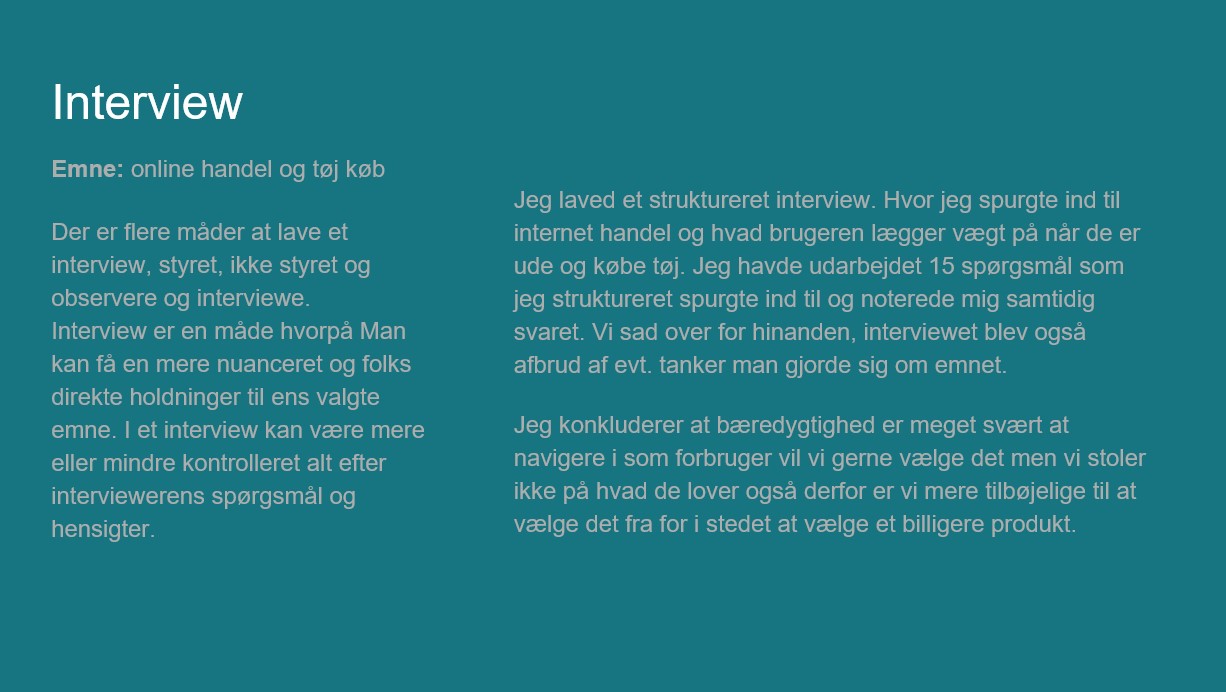 Interview
Emne: online handel og tøj køb
Der er flere måder at lave et
interview, styret, ikke styret og
observere og interviewe.
Interview er en måde hvorpå Man
kan få en mere nuanceret og folks
direkte holdninger til ens valgte
emne. I et interview kan være mere
eller mindre kontrolleret alt efter
interviewerens spørgsmål og
hensigter.
Jeg laved et struktureret interview. Hvor jeg spurgte ind til
internet handel og hvad brugeren lægger vægt på når de er
ude og købe tøj. Jeg havde udarbejdet 15 spørgsmål som
jeg struktureret spurgte ind til og noterede mig samtidig
svaret. Vi sad over for hinanden, interviewet blev også
afbrud af evt. tanker man gjorde sig om emnet.
Jeg konkluderer at bæredygtighed er meget svært at
navigere i som forbruger vil vi gerne vælge det men vi stoler
ikke på hvad de lover også derfor er vi mere tilbøjelige til at
vælge det fra for i stedet at vælge et billigere produkt.